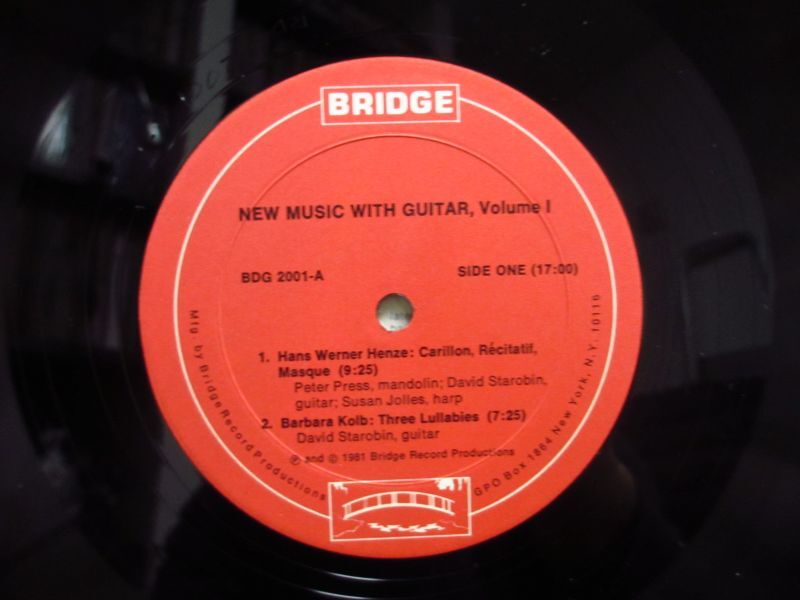 BRIDGE
NEW MUSIC WITH GUITAR, Volume I
BDG 2001-A
SIDE ONE (17:00)
1. Hans Werner Henze: Carillon, Récitatif,
Masque (9:25)
Peter Press, mandolin; David Starobin,
guitar; Susan Jolles, harp
2. Barbara Kolb: Three Lullabies (7:25)
David Starobin, guitar
℗ and © 1981 Bridge Record Productions
Mfg. by Bridge Record Productions
GPO Box 1864 New York, N.Y. 10116